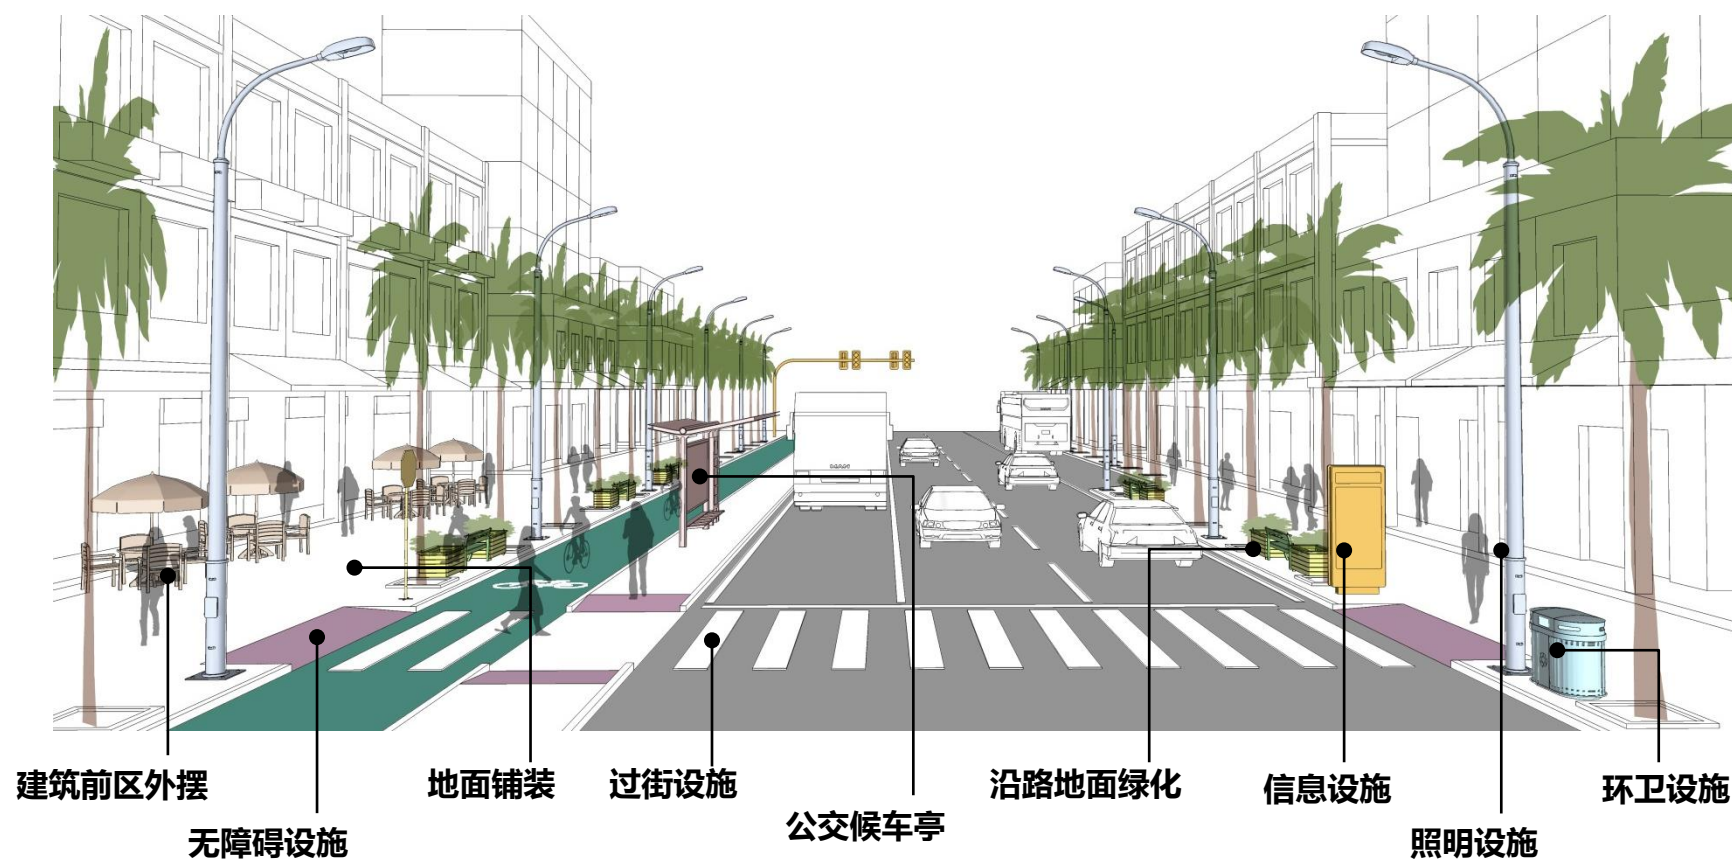 MAN
建筑前区外摆
无障碍设施
地面铺装
过街设施
公交候车亭
沿路地面绿化
信息设施
照明设施
环卫设施